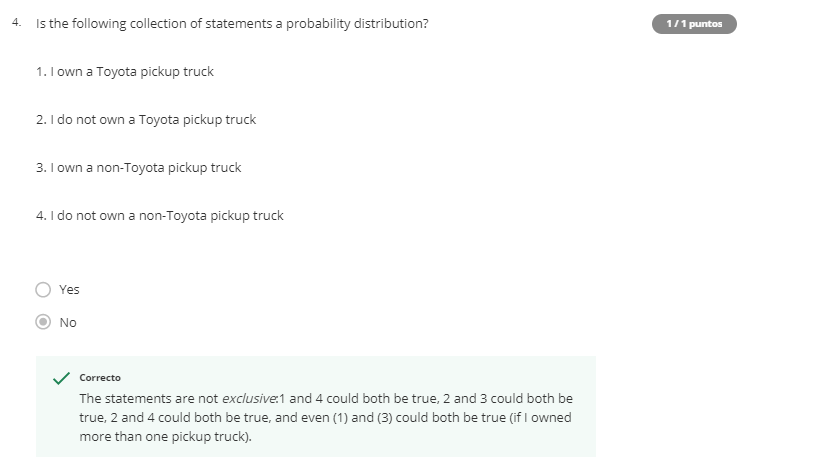 4. Is the following collection of statements a probability distribution?
1 / 1 puntos
1. I own a Toyota pickup truck
2. I do not own a Toyota pickup truck
3. I own a non-Toyota pickup truck
4. I do not own a non-Toyota pickup truck
Yes
No
Correcto
The statements are not exclusive:1 and 4 could both be true, 2 and 3 could both be
true, 2 and 4 could both be true, and even (1) and (3) could both be true (if I owned
more than one pickup truck).